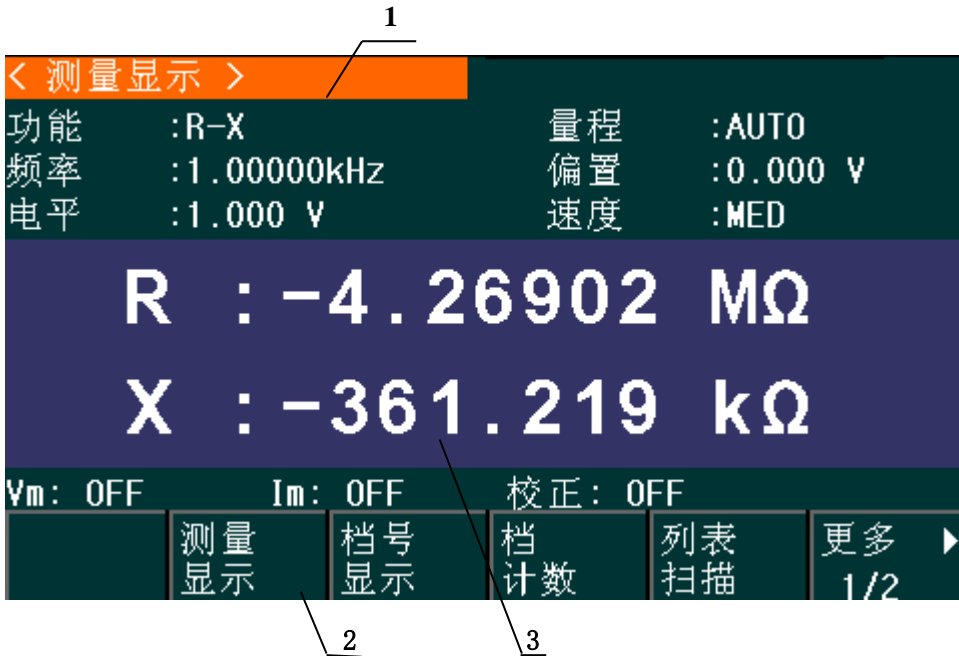 1
< 测量显示 >
功能 :R-X 量程 :AUTO
频率 :1.00000kHz 偏置 :0.000 V
电平 :1.000 V 速度 :MED
R :-4.26902 MΩ
X :-361.219 kΩ
Vm: OFF Im: OFF 校正: OFF
测量 档号 档 列表 更多
显示 显示 计数 扫描 1/2
2 3